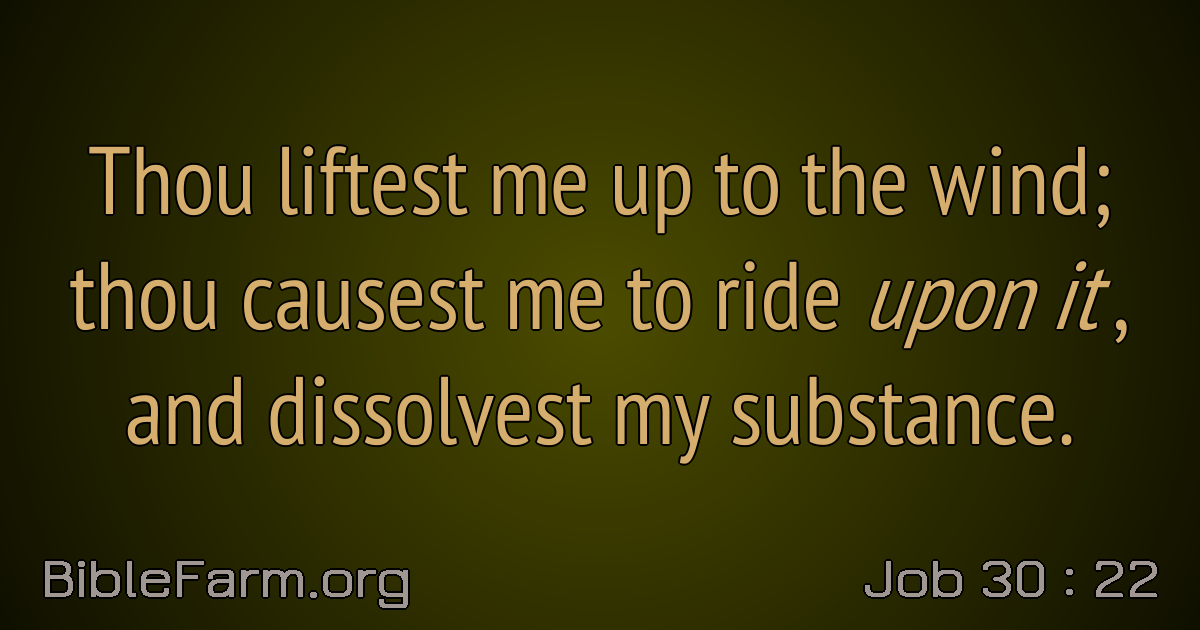 Thou liftest me up to the wind;
thou causest me to ride upon it,
and dissolvest my substance.
BibleFarm.org
Job 30 : 22